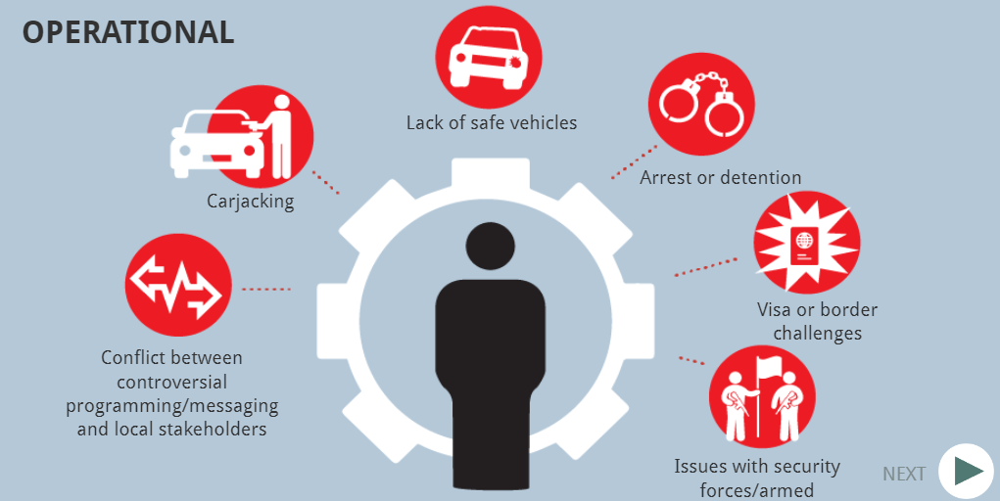 OPERATIONAL
Lack of safe vehicles
Arrest or detention
Carjacking
Visa or border
challenges
Conflict between
controversial
programming/messaging
and local stakeholders
Issues with security
forces/armed
NEXT